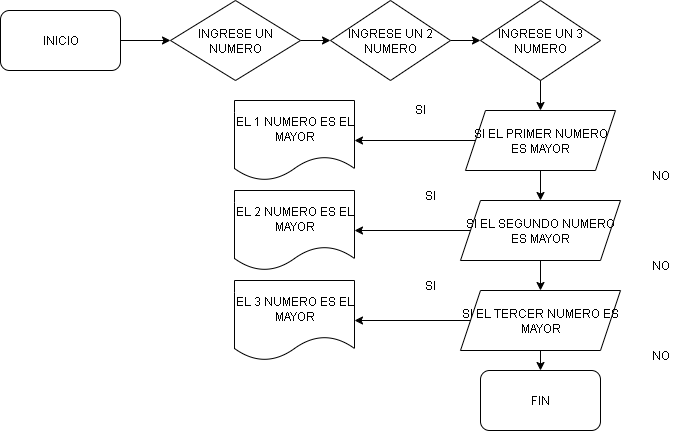 INICIO
INGRESE UN
NUMERO
INGRESE UN 2
NUMERO
INGRESE UN 3
NUMERO
SI
EL 1 NUMERO ES EL
MAYOR
SI EL PRIMER NUMERO
ES MAYOR
NO
SI
EL 2 NUMERO ES EL
MAYOR
SI EL SEGUNDO NUMERO
ES MAYOR
NO
SI
EL 3 NUMERO ES EL
MAYOR
SI EL TERCER NUMERO ES
MAYOR
NO
FIN